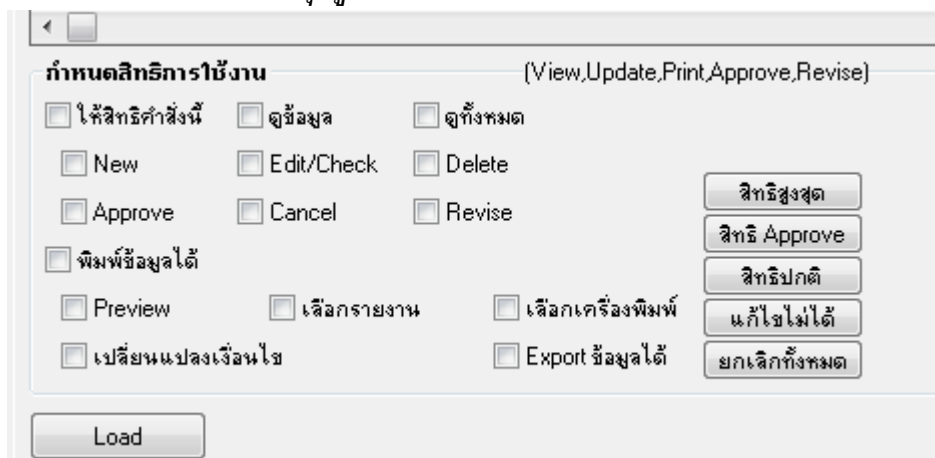 กำหนดสิทธิการใช้งาน (View,Update,Print,Approve,Revise)
ให้สิทธิคำสั่งนี้ ดูข้อมูล ดูทั้งหมด
New Edit/Check Delete
สิทธิสูงสุด
Approve Cancel Revise
สิทธิ Approve
พิมพ์ข้อมูลได้
สิทธิปกติ
Preview เลือกรายงาน เลือกเครื่องพิมพ์
แก้ไขไม่ได้
เปลี่ยนแปลงเงื่อนไข Export ข้อมูลได้
ยกเลิกทั้งหมด
Load